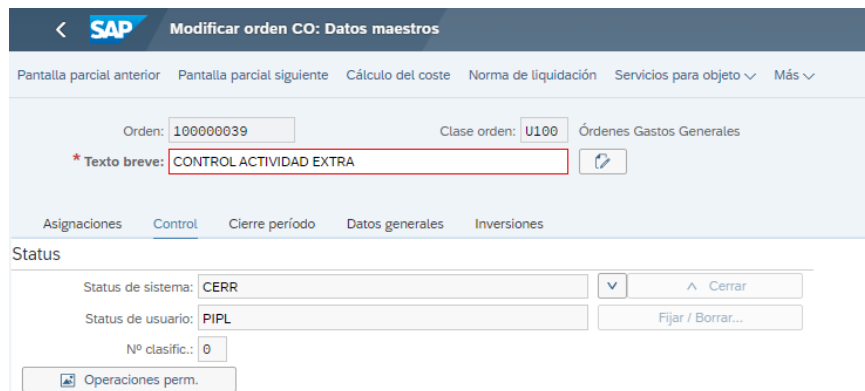 SAP Modificar orden CO: Datos maestros
Pantalla parcial anterior Pantalla parcial siguiente Cálculo del coste Norma de liquidación Servicios para objeto Más
Orden: 100000039 Clase orden: U100 Órdenes Gastos Generales
* Texto breve: CONTROL ACTIVIDAD EXTRA
Asignaciones Control Cierre período Datos generales Inversiones
Status
Status de sistema: CERR Cerrar
Status de usuario: PIPL Fijar / Borrar...
Nº clasific.: 0
Operaciones perm.